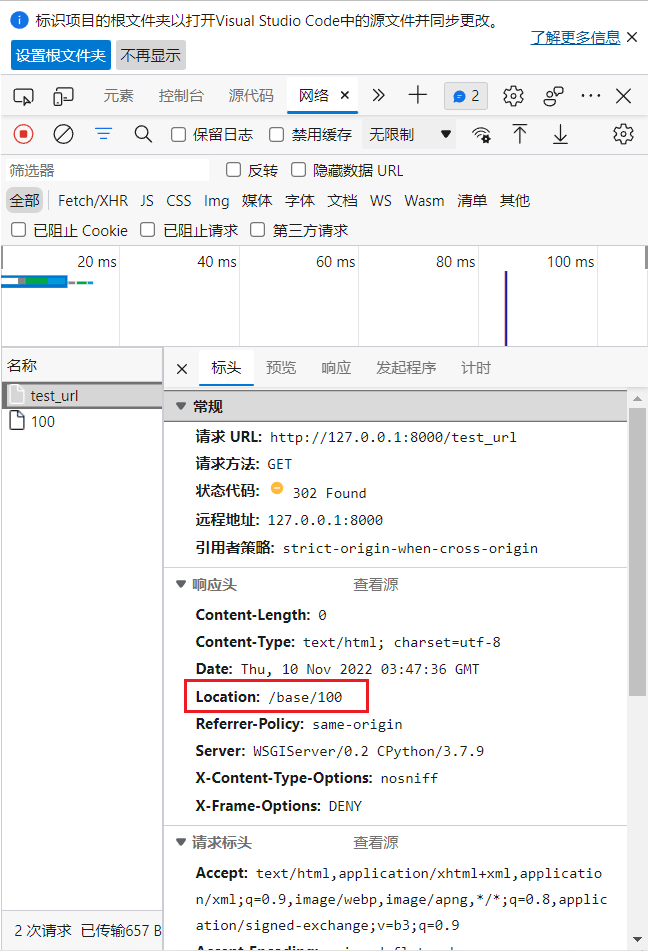 标识项目的根文件夹以打开Visual Studio Code中的源文件并同步更改。
了解更多信息
设置根文件夹 不再显示
元素 控制台 源代码 网络 2
保留日志 禁用缓存 无限制
筛选器 反转 隐藏数据 URL
全部 Fetch/XHR JS CSS Img 媒体 字体 文档 WS Wasm 清单 其他
已阻止 Cookie 已阻止请求 第三方请求
20 ms 40 ms 60 ms 80 ms 100 ms
名称
test_url
100
标头 预览 响应 发起程序 计时
常规
请求 URL: http://127.0.0.1:8000/test_url
请求方法: GET
状态代码: 302 Found
远程地址: 127.0.0.1:8000
引用者策略: strict-origin-when-cross-origin
响应头 查看源
Content-Length: 0
Content-Type: text/html; charset=utf-8
Date: Thu, 10 Nov 2022 03:47:36 GMT
Location: /base/100
Referrer-Policy: same-origin
Server: WSGIServer/0.2 CPython/3.7.9
X-Content-Type-Options: nosniff
X-Frame-Options: DENY
请求标头 查看源
Accept: text/html,application/xhtml+xml,applicatio
n/xml;q=0.9,image/webp,image/apng,*/*;q=0.8,applic
ation/signed-exchange;v=b3;q=0.9
2 次请求 已传输657 B